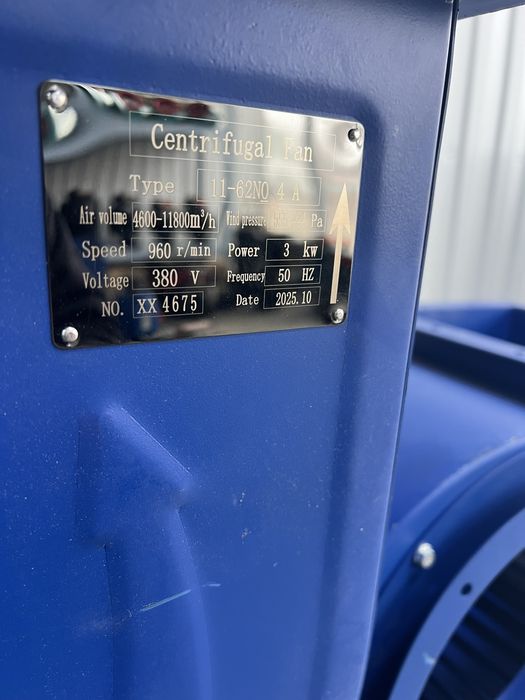 Centrifugal Fan
Type 11-62NO 4 A
Air volume 4600-11800m³/h Wind pressure Pa
Speed 960 r/min Power 3 kw
Voltage 380 V Frequency 50 HZ
NO. XX 4675 Date 2025.10